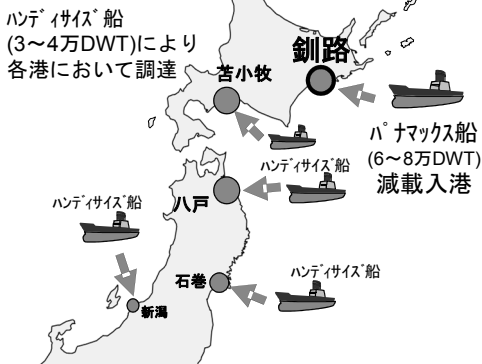 ﾊﾝﾃﾞｨｻｲｽﾞ船
(3～4万DWT)により
各港において調達
釧路
苫小牧
ﾊﾟﾅﾏｯｸｽ船
(6～8万DWT)
減載入港
ﾊﾝﾃﾞｨｻｲｽﾞ船
八戸
ﾊﾝﾃﾞｨｻｲｽﾞ船
石巻
ﾊﾝﾃﾞｨｻｲｽﾞ船
新潟